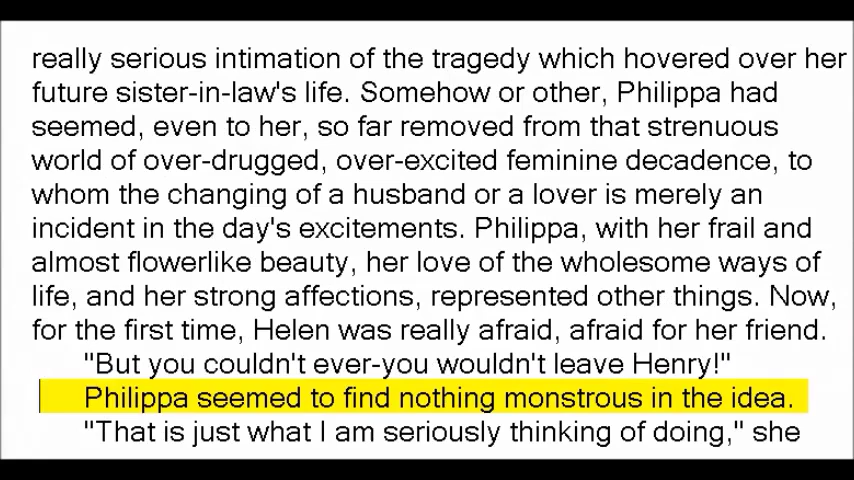 really serious intimation of the tragedy which hovered over her
future sister-in-law's life. Somehow or other, Philippa had
seemed, even to her, so far removed from that strenuous
world of over-drugged, over-excited feminine decadence, to
whom the changing of a husband or a lover is merely an
incident in the day's excitements. Philippa, with her frail and
almost flowerlike beauty, her love of the wholesome ways of
life, and her strong affections, represented other things. Now,
for the first time, Helen was really afraid, afraid for her friend.
"But you couldn't ever-you wouldn't leave Henry!"
Philippa seemed to find nothing monstrous in the idea.
"That is just what I am seriously thinking of doing," she